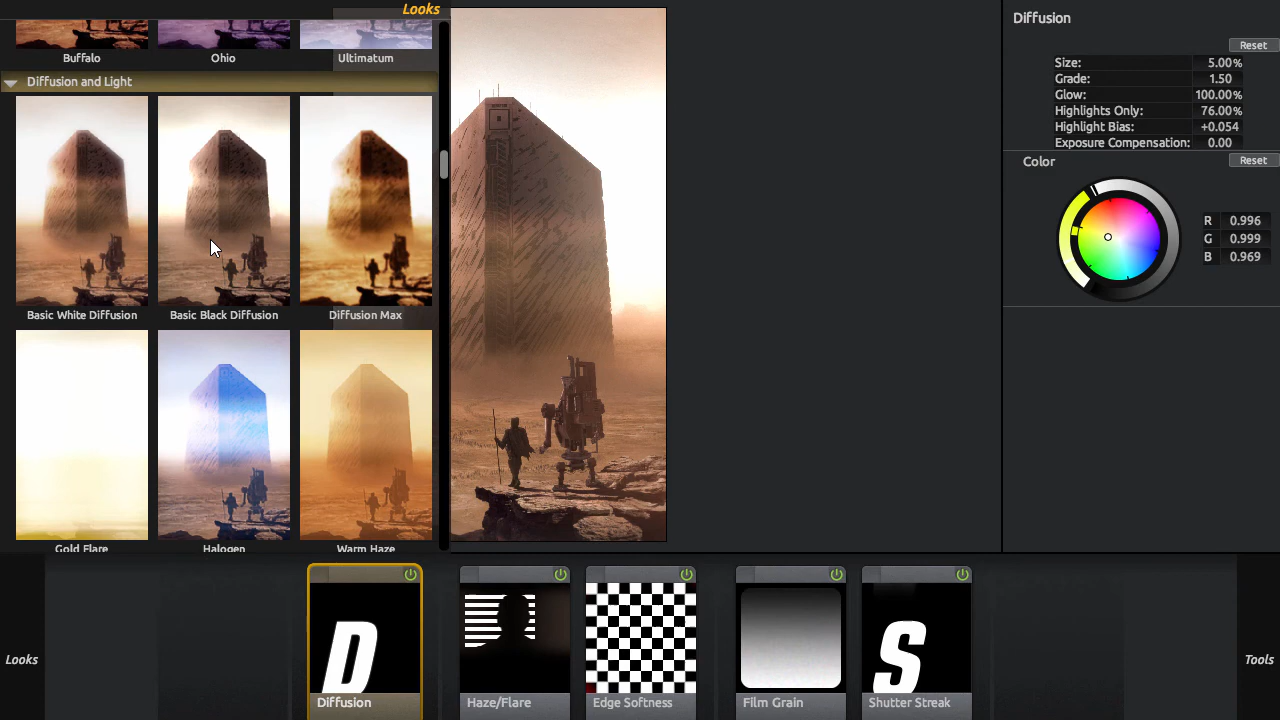 Looks
Buffalo
Ohio
Ultimatum
Diffusion and Light
Basic White Diffusion
Basic Black Diffusion
Diffusion Max
Gold Flare
Halogen
Warm Haze
Diffusion
Reset
Size: 5.00%
Grade: 1.50
Glow: 100.00%
Highlights Only: 76.00%
Highlight Bias: +0.054
Exposure Compensation: 0.00
Color
Reset
R 0.996
G 0.999
B 0.969
Looks
D
Diffusion
Haze/Flare
Edge Softness
Film Grain
S
Shutter Streak
Tools